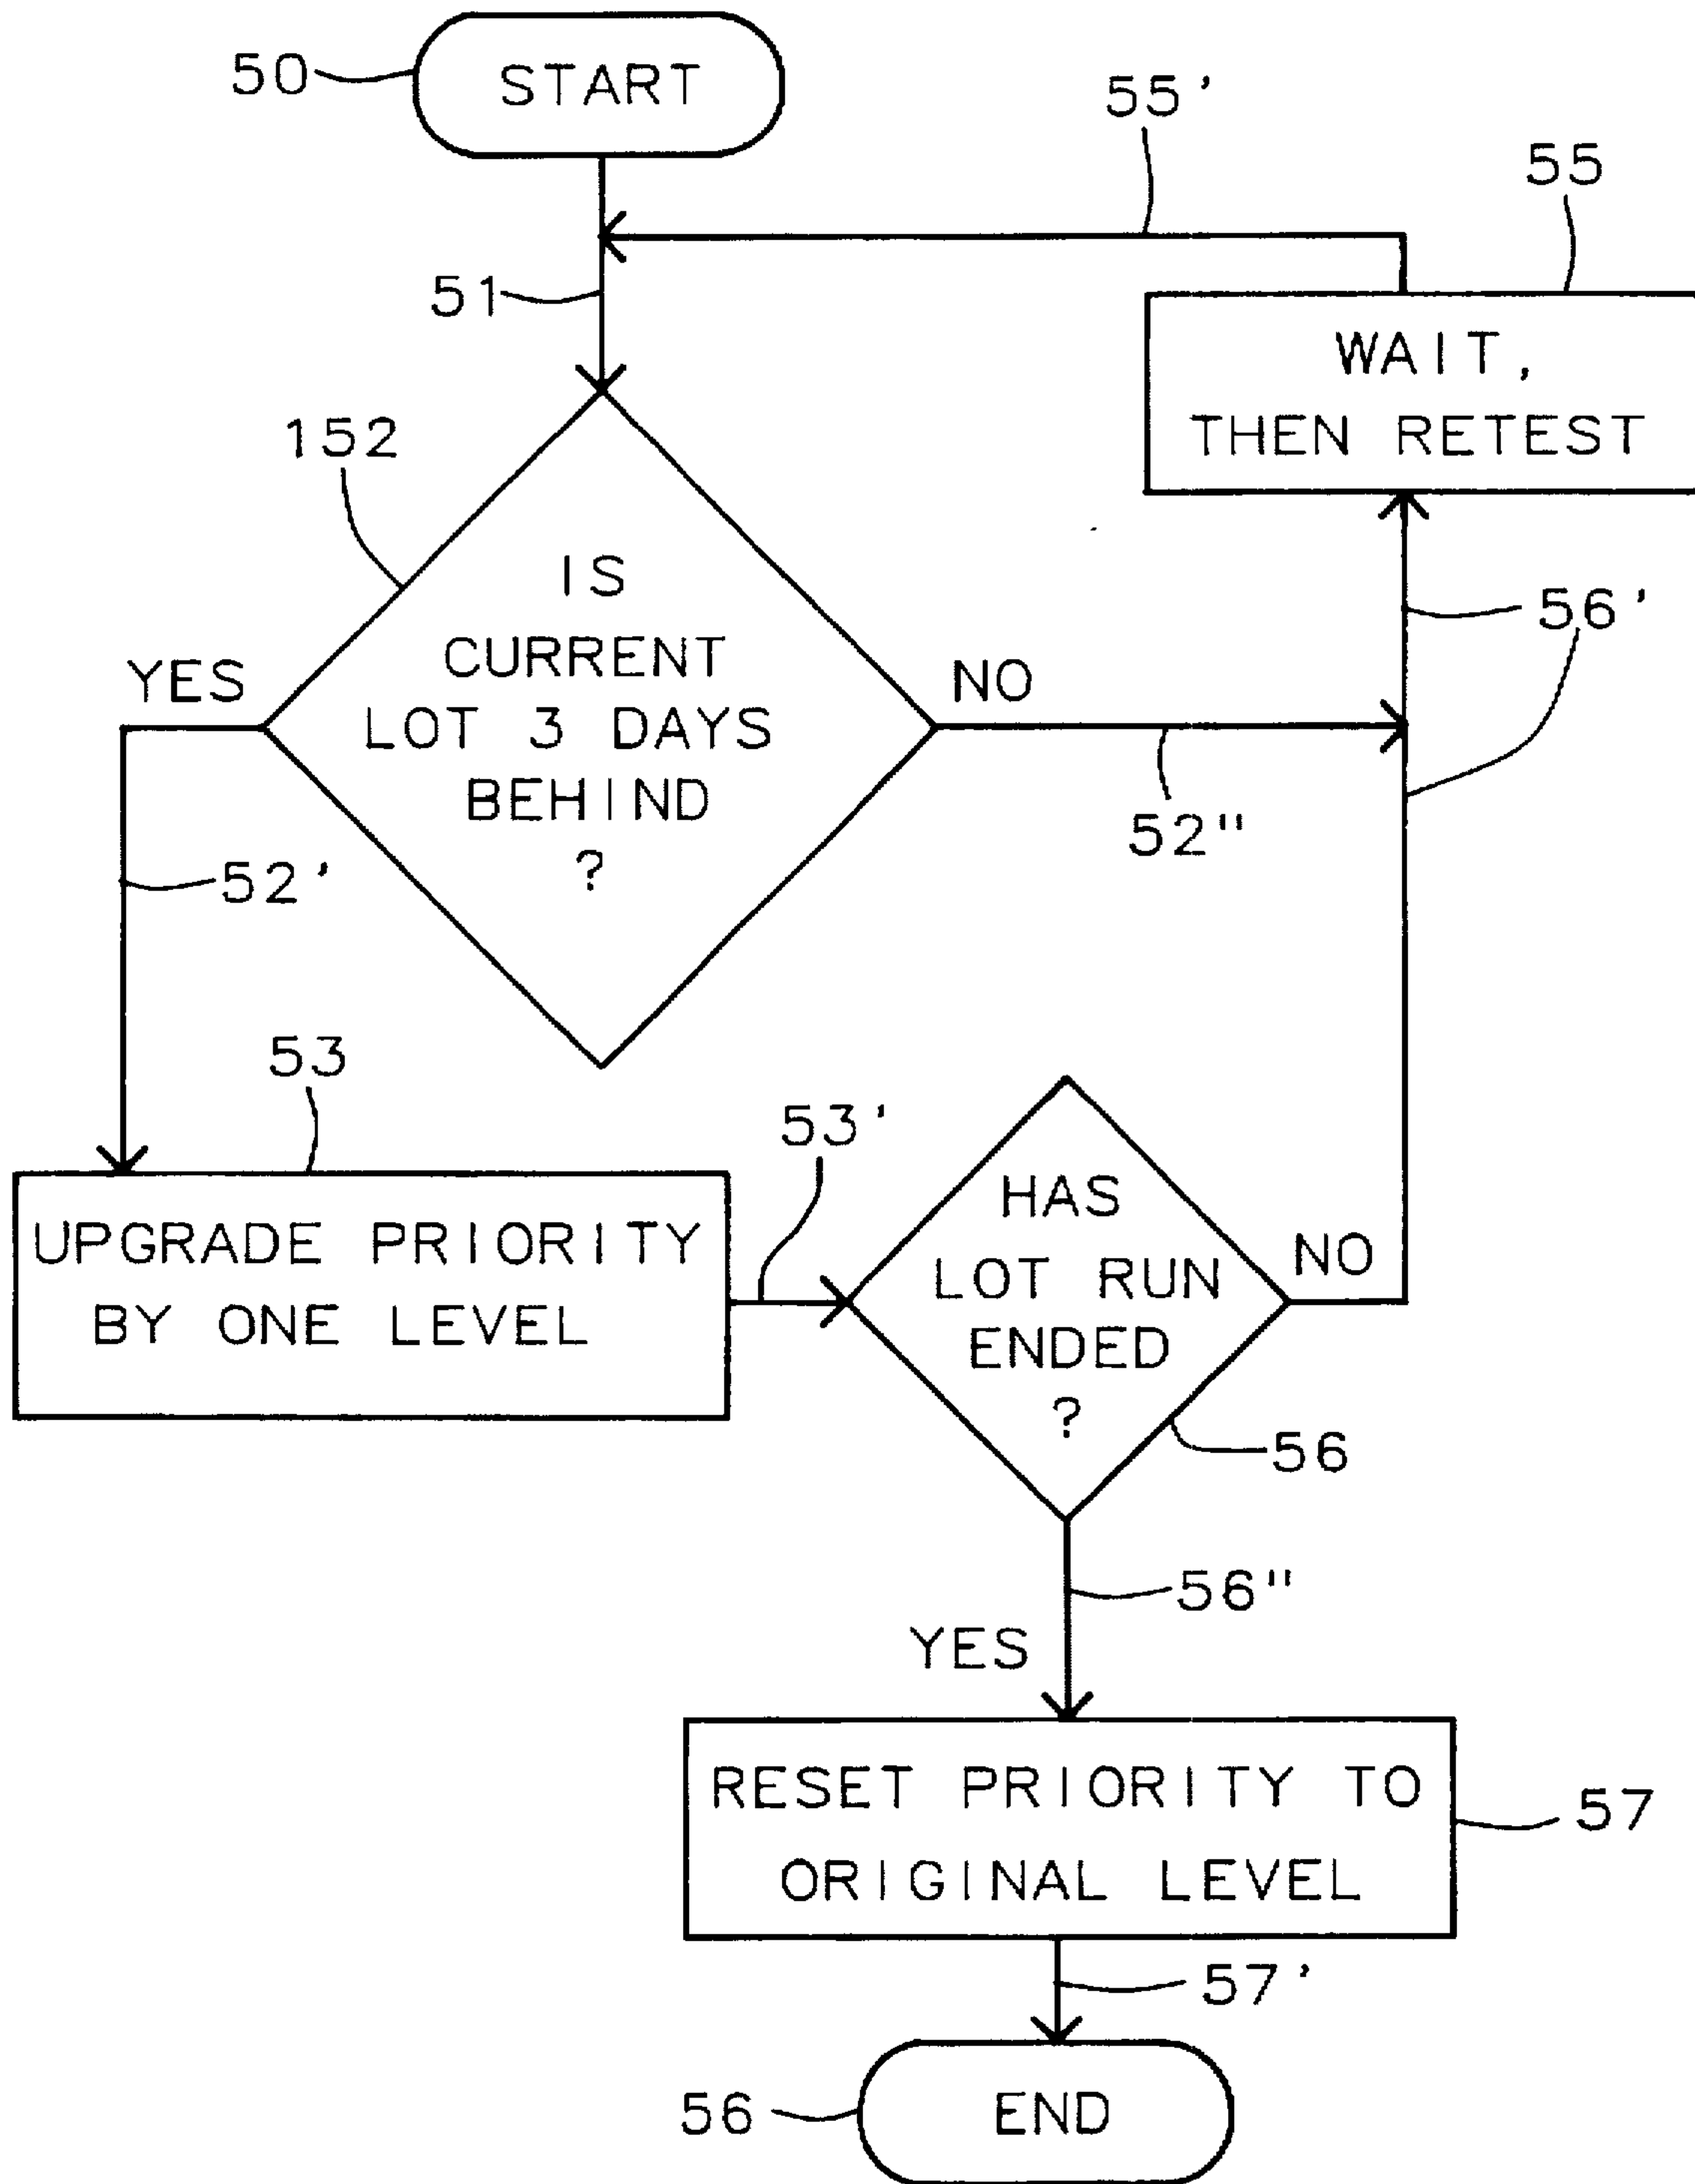 50
START
55'
55
51
WAIT,
THEN RETEST
152
IS
CURRENT
LOT 3 DAYS
BEHIND
?
YES
NO
56'
52"
52'
53
53'
UPGRADE PRIORITY
BY ONE LEVEL
HAS
LOT RUN
ENDED
?
NO
56
56"
YES
RESET PRIORITY TO
ORIGINAL LEVEL
57
57'
56
END